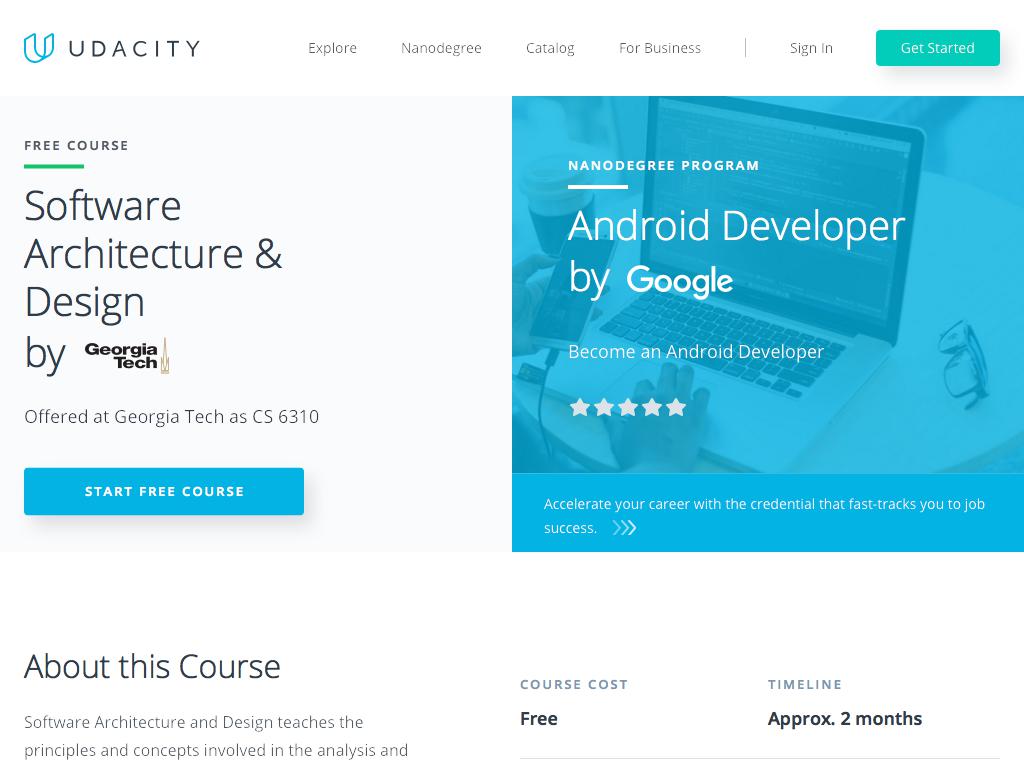 UDACITY
Explore
Nanodegree
Catalog
For Business
Sign In
Get Started
FREE COURSE
Software
Architecture &
Design
by Georgia Tech
Offered at Georgia Tech as CS 6310
START FREE COURSE
NANODEGREE PROGRAM
Android Developer
by Google
Become an Android Developer
Accelerate your career with the credential that fast-tracks you to job
success.
About this Course
Software Architecture and Design teaches the
principles and concepts involved in the analysis and
COURSE COST
Free
TIMELINE
Approx. 2 months